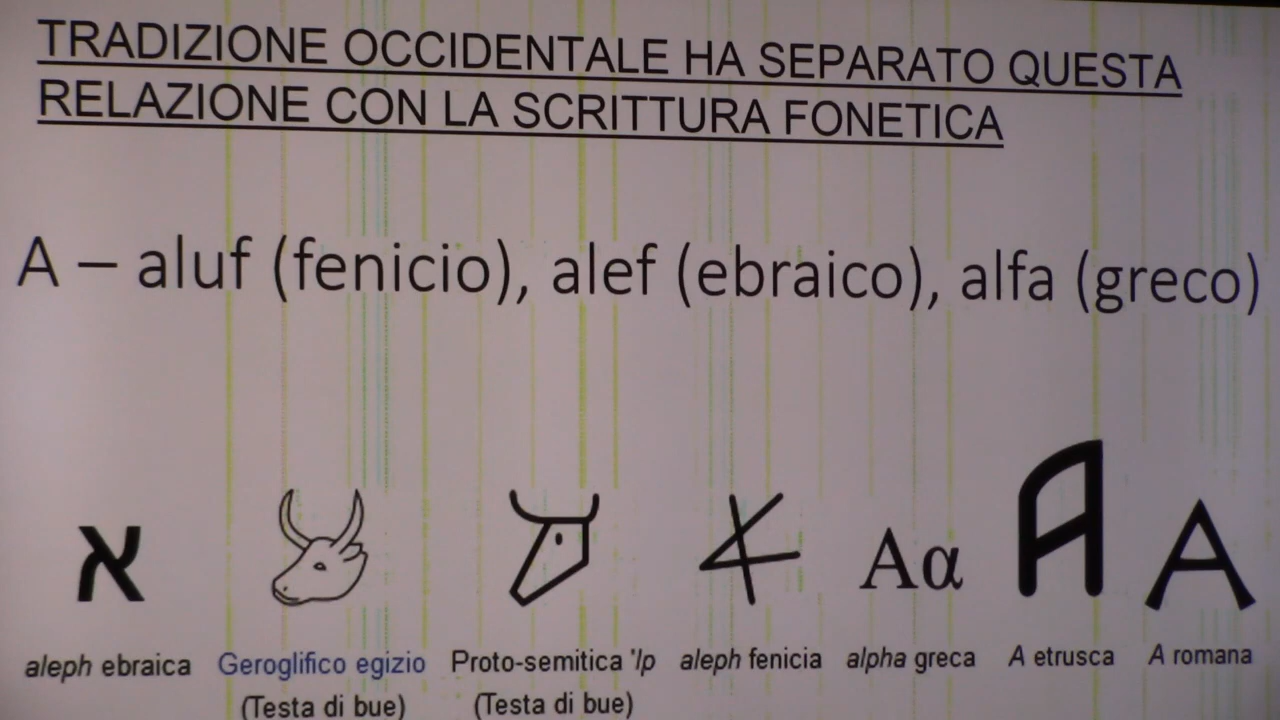 TRADIZIONE OCCIDENTALE HA SEPARATO QUESTA
RELAZIONE CON LA SCRITTURA FONETICA
A – aluf (fenicio), alef (ebraico), alfa (greco)
א Αα A A
aleph ebraica Geroglifico egizio Proto-semitica 'lp aleph fenicia alpha greca A etrusca A romana
(Testa di bue) (Testa di bue)